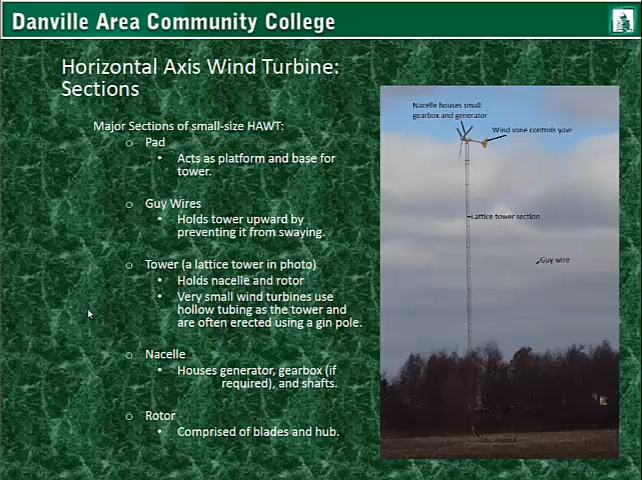 Danville Area Community College
Horizontal Axis Wind Turbine:
Sections
Major Sections of small-size HAWT:
Pad
Acts as platform and base for
tower.
Guy Wires
Holds tower upward by
preventing it from swaying.
Tower (a lattice tower in photo)
Holds nacelle and rotor
Very small wind turbines use
hollow tubing as the tower and
are often erected using a gin pole.
Nacelle
Houses generator, gearbox (if
required), and shafts.
Rotor
Comprised of blades and hub.
Nacelle houses small
gearbox and generator
Wind vane controls yaw
Lattice tower section
Guy wire